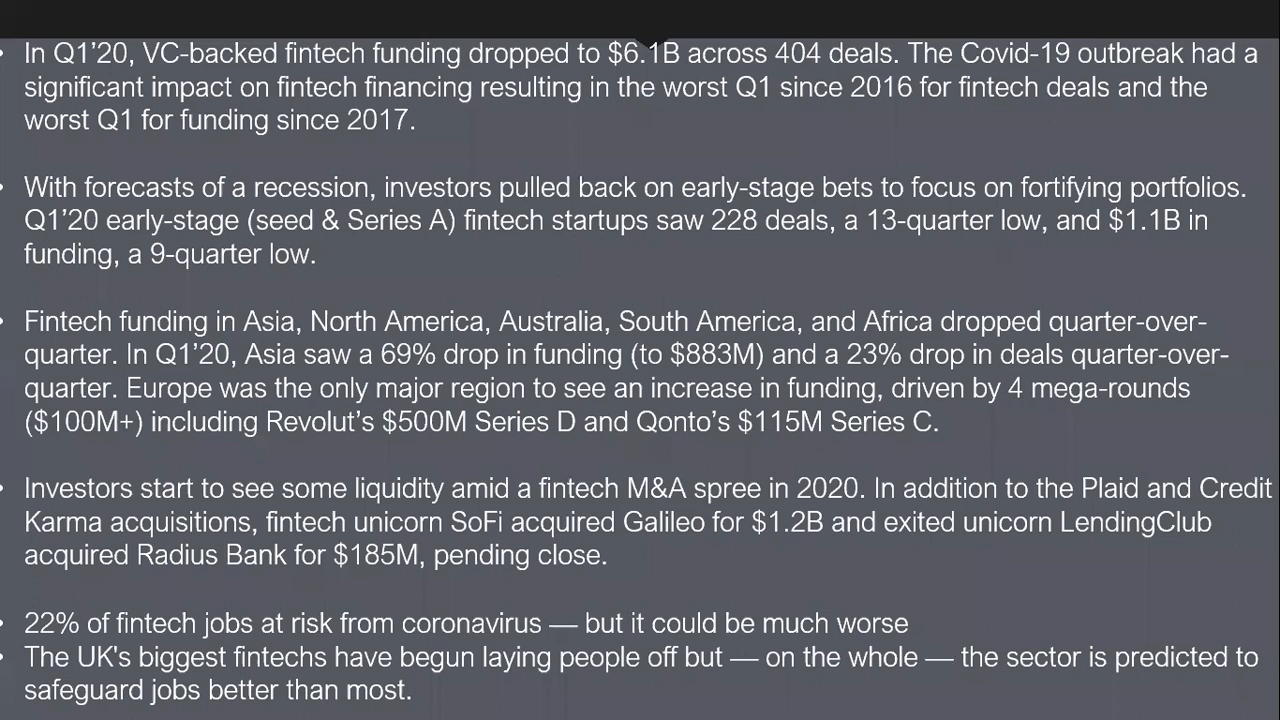 • In Q1’20, VC-backed fintech funding dropped to $6.1B across 404 deals. The Covid-19 outbreak had a
significant impact on fintech financing resulting in the worst Q1 since 2016 for fintech deals and the
worst Q1 for funding since 2017.
• With forecasts of a recession, investors pulled back on early-stage bets to focus on fortifying portfolios.
Q1’20 early-stage (seed & Series A) fintech startups saw 228 deals, a 13-quarter low, and $1.1B in
funding, a 9-quarter low.
• Fintech funding in Asia, North America, Australia, South America, and Africa dropped quarter-over-
quarter. In Q1’20, Asia saw a 69% drop in funding (to $883M) and a 23% drop in deals quarter-over-
quarter. Europe was the only major region to see an increase in funding, driven by 4 mega-rounds
($100M+) including Revolut’s $500M Series D and Qonto’s $115M Series C.
• Investors start to see some liquidity amid a fintech M&A spree in 2020. In addition to the Plaid and Credit
Karma acquisitions, fintech unicorn SoFi acquired Galileo for $1.2B and exited unicorn LendingClub
acquired Radius Bank for $185M, pending close.
• 22% of fintech jobs at risk from coronavirus — but it could be much worse
• The UK's biggest fintechs have begun laying people off but — on the whole — the sector is predicted to
safeguard jobs better than most.